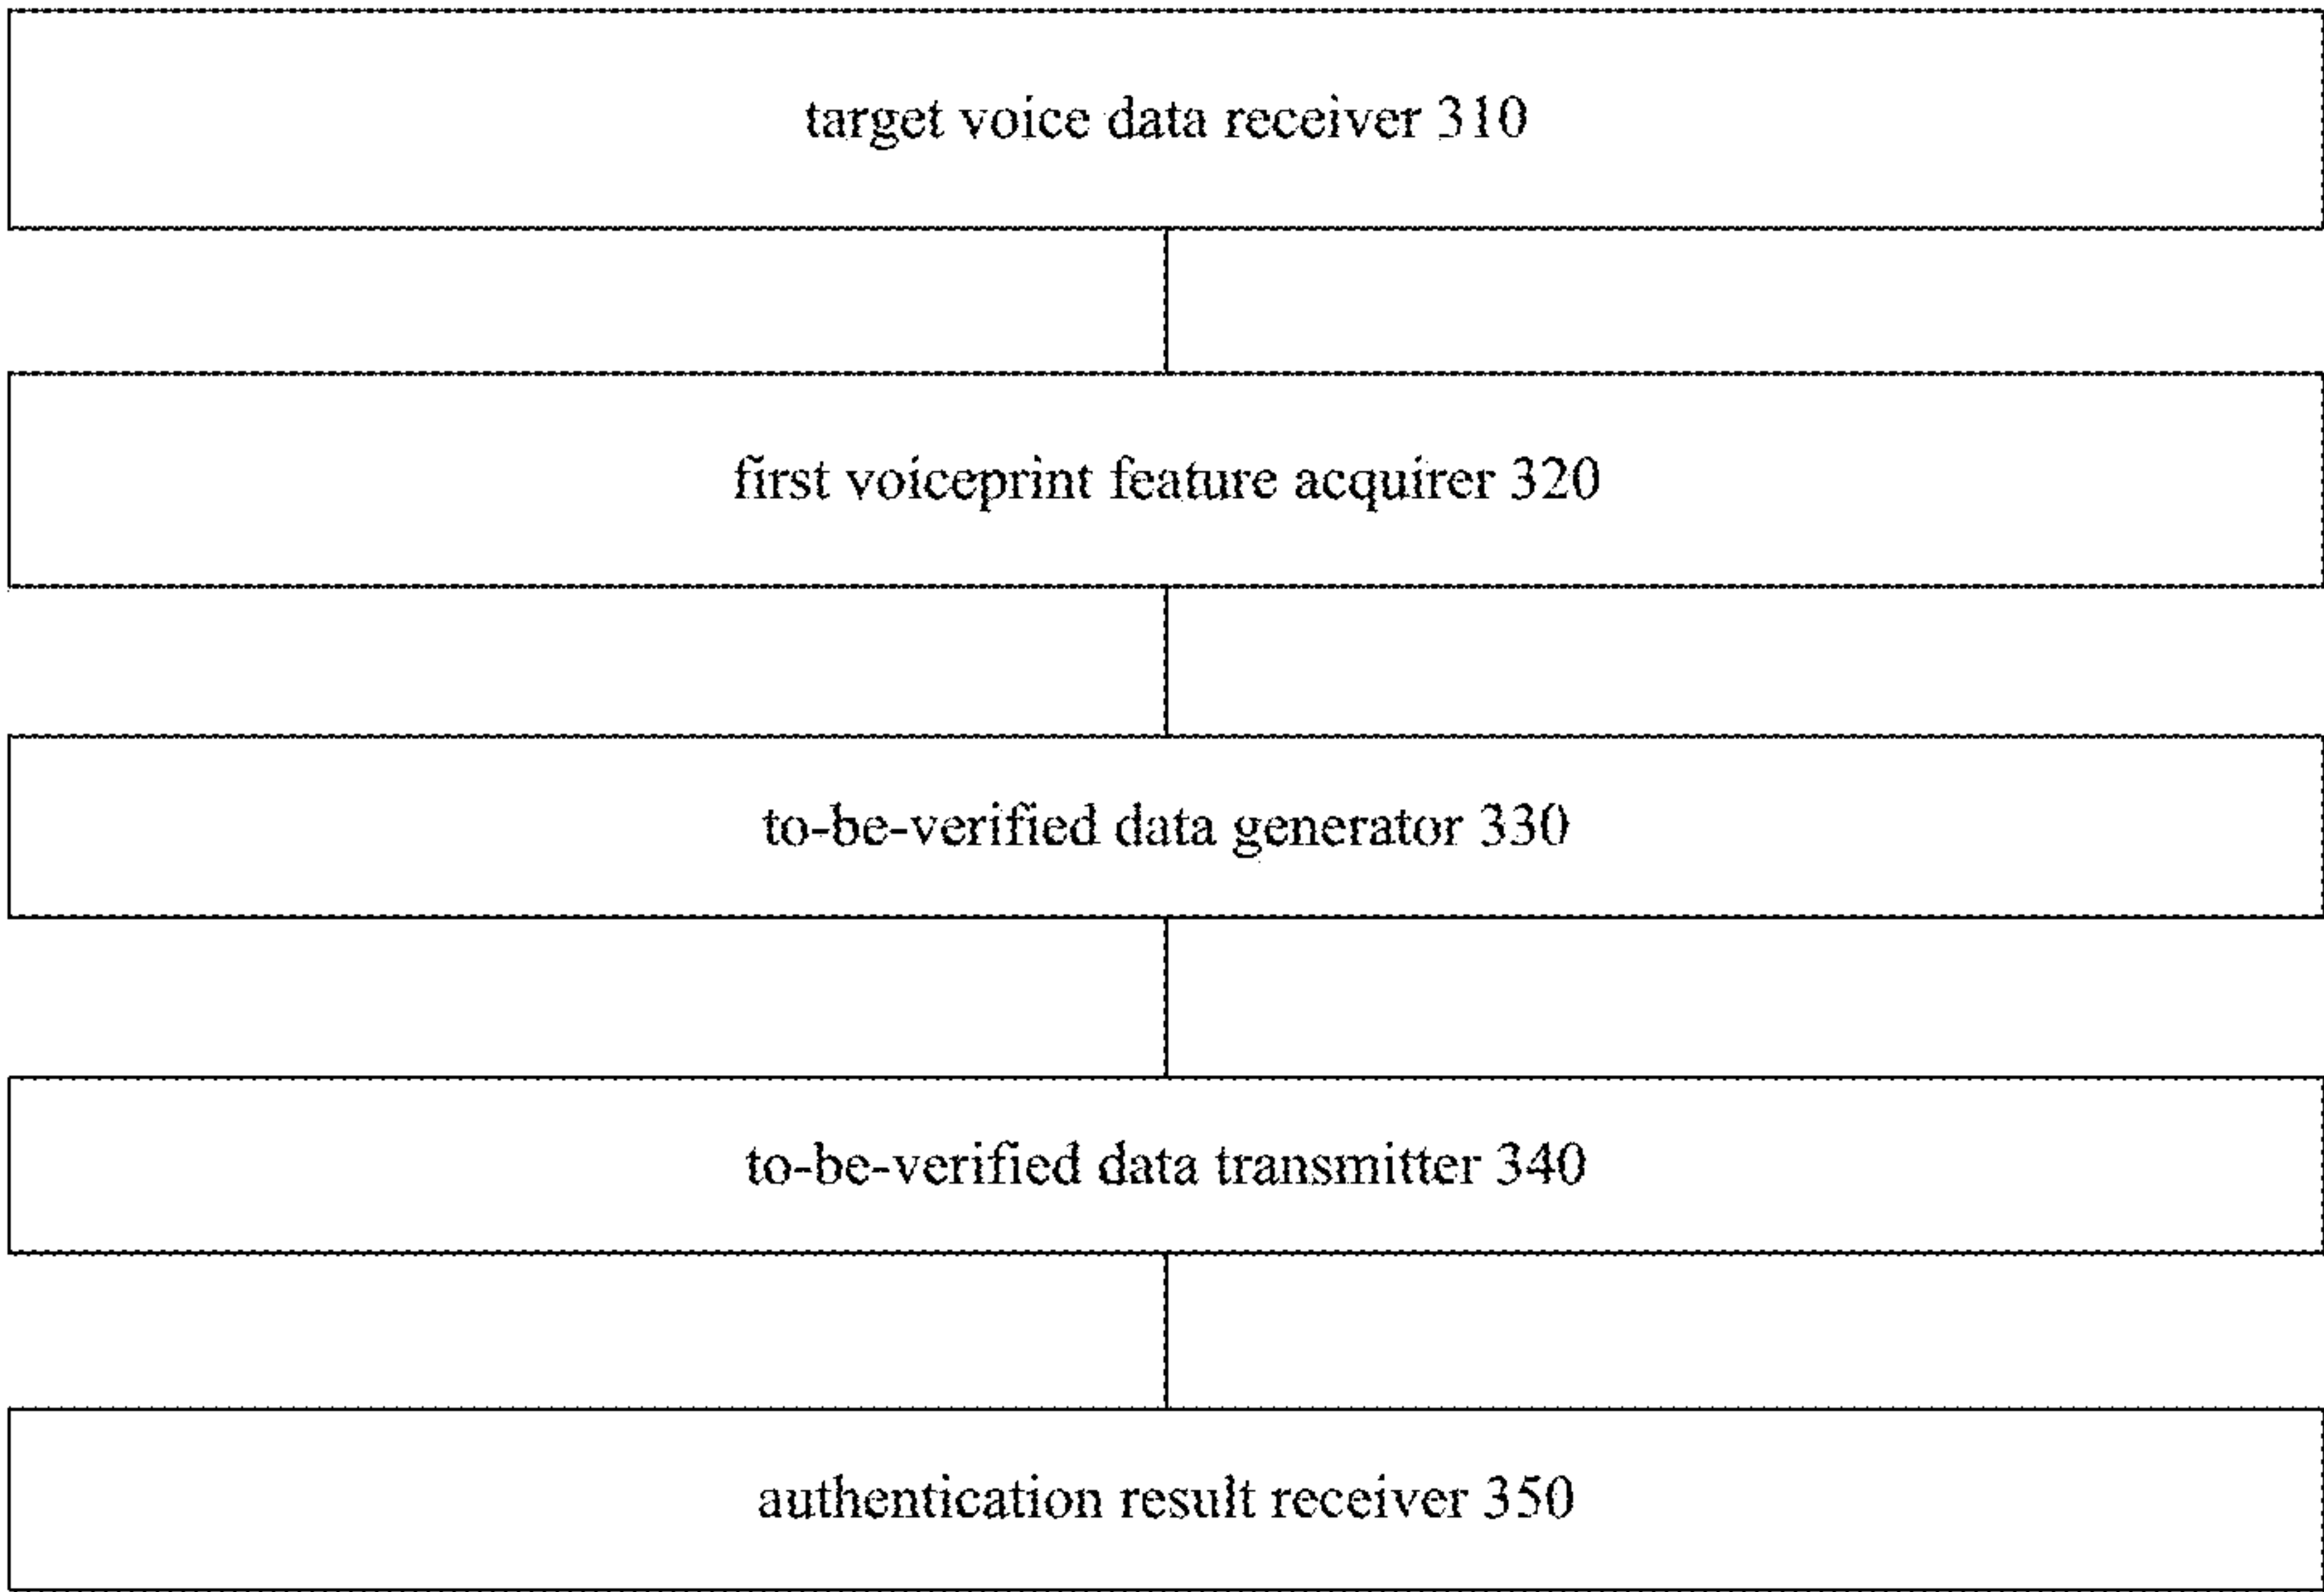 target voice data receiver 310
first voiceprint feature acquirer 320
to-be-verified data generator 330
to-be-verified data transmitter 340
authentication result receiver 350